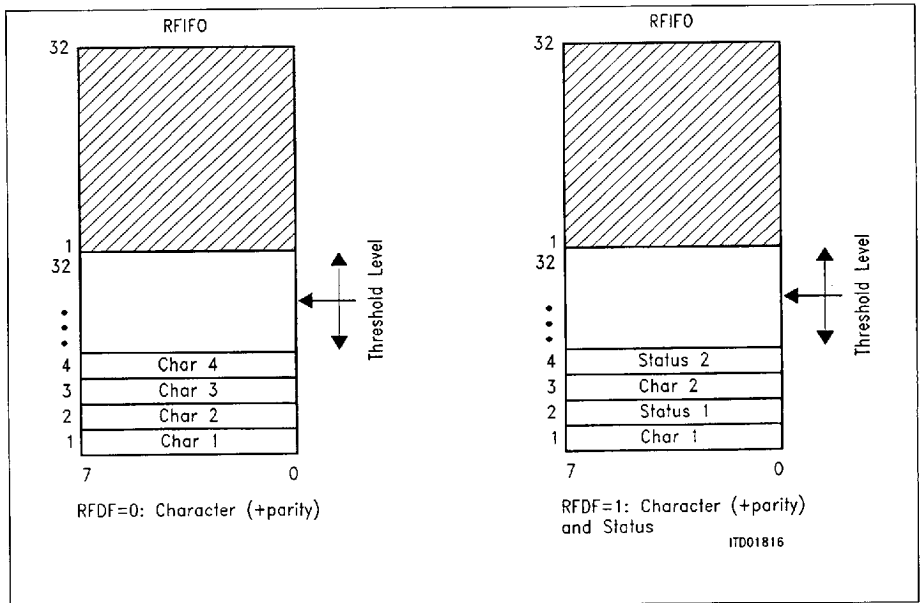 RFIFO
32
1
32
4
3
2
1
Char 4
Char 3
Char 2
Char 1
7 0
Threshold Level
RFDF=0: Character (+parity)
RFIFO
32
1
32
4
3
2
1
Status 2
Char 2
Status 1
Char 1
7 0
Threshold Level
RFDF=1: Character (+parity)
and Status
ITD01816